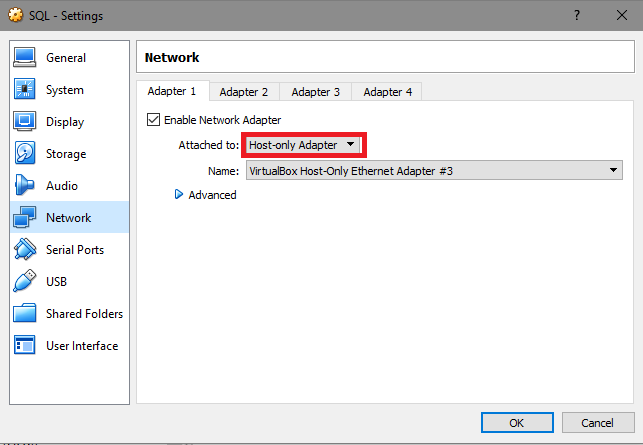 SQL - Settings
?
General
System
Display
Storage
Audio
Network
Serial Ports
USB
Shared Folders
User Interface
Network
Adapter 1 Adapter 2 Adapter 3 Adapter 4
Enable Network Adapter
Attached to: Host-only Adapter
Name: VirtualBox Host-Only Ethernet Adapter #3
Advanced
OK Cancel